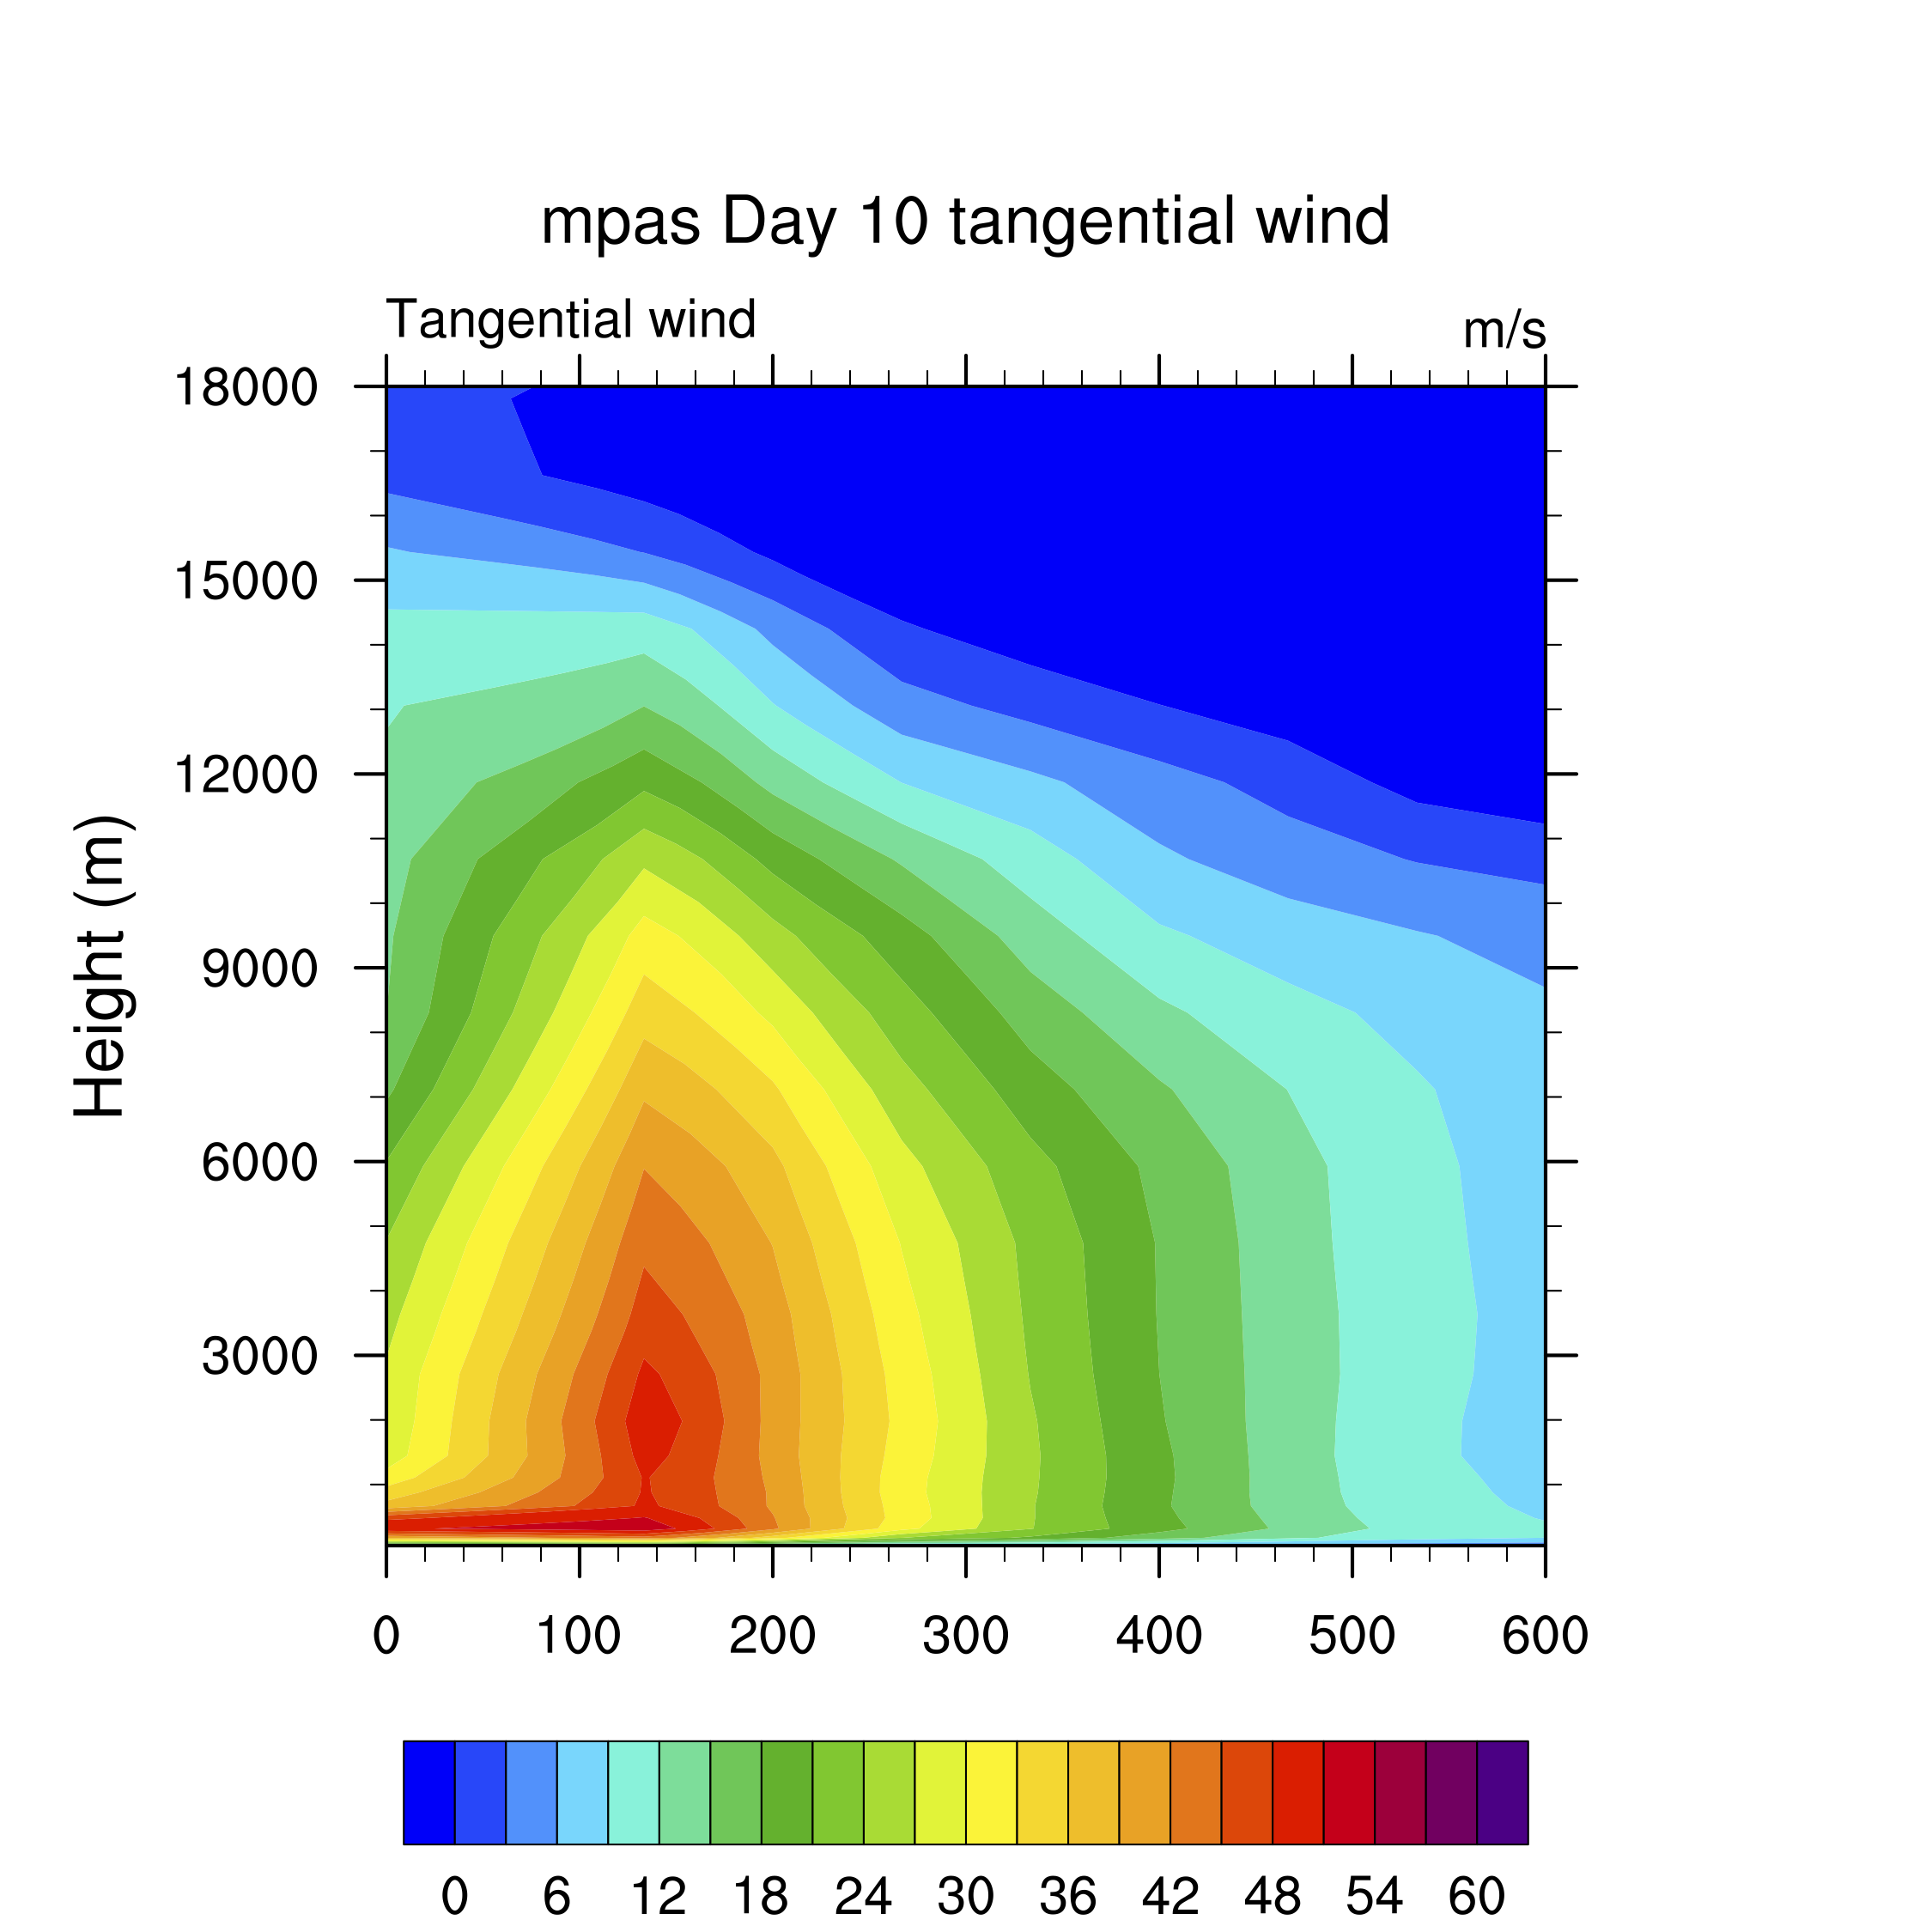 mpas Day 10 tangential wind
Tangential wind
m/s
18000
15000
12000
9000
6000
3000
Height (m)
0 100 200 300 400 500 600
0 6 12 18 24 30 36 42 48 54 60